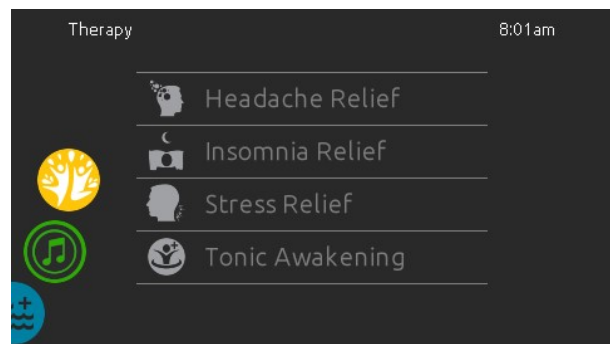 Therapy
8:01am
Headache Relief
Insomnia Relief
Stress Relief
Tonic Awakening